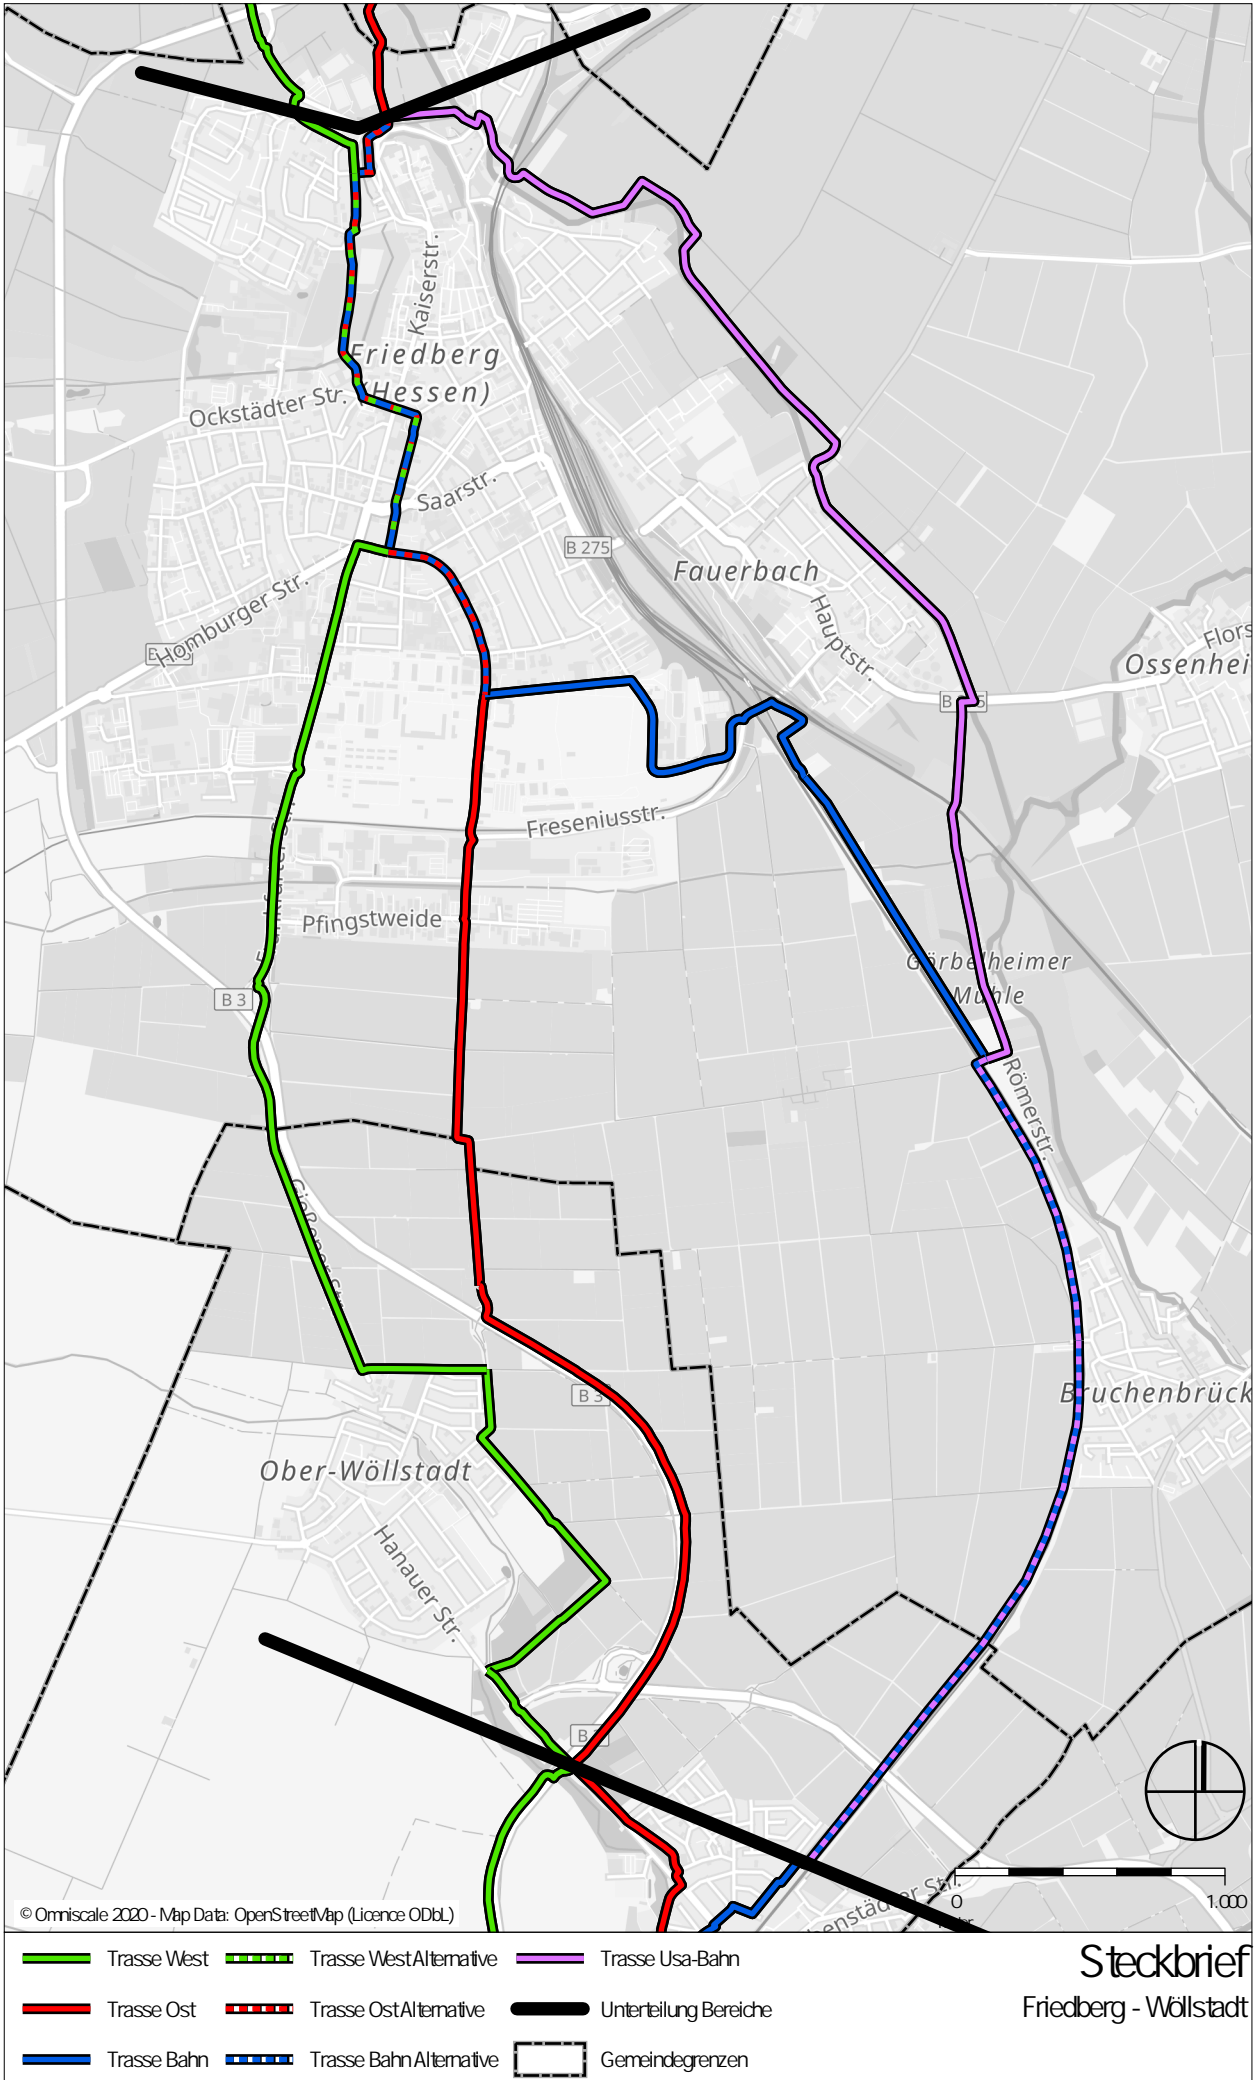 Kaiserstr.
Friedberg
(Hessen)
Ockstädter Str.
Saarstr.
B 275
Fauerbach
Hauptstr.
Homburger Str.
Flors
Ossenhei
Freseniusstr.
Pfingstweide
Görbelheimer
Mühle
B 3
Römerstr.
Gießener Str.
B 3
Bruchenbrück
Ober-Wöllstadt
Hanauer Str.
0
1.000
© Omniscale 2020 - Map Data: OpenStreetMap (Licence ODbL)
Trasse West
Trasse West Alternative
Trasse Usa-Bahn
Trasse Ost
Trasse Ost Alternative
Unterteilung Bereiche
Trasse Bahn
Trasse Bahn Alternative
Gemeindegrenzen
Steckbrief
Friedberg - Wöllstadt